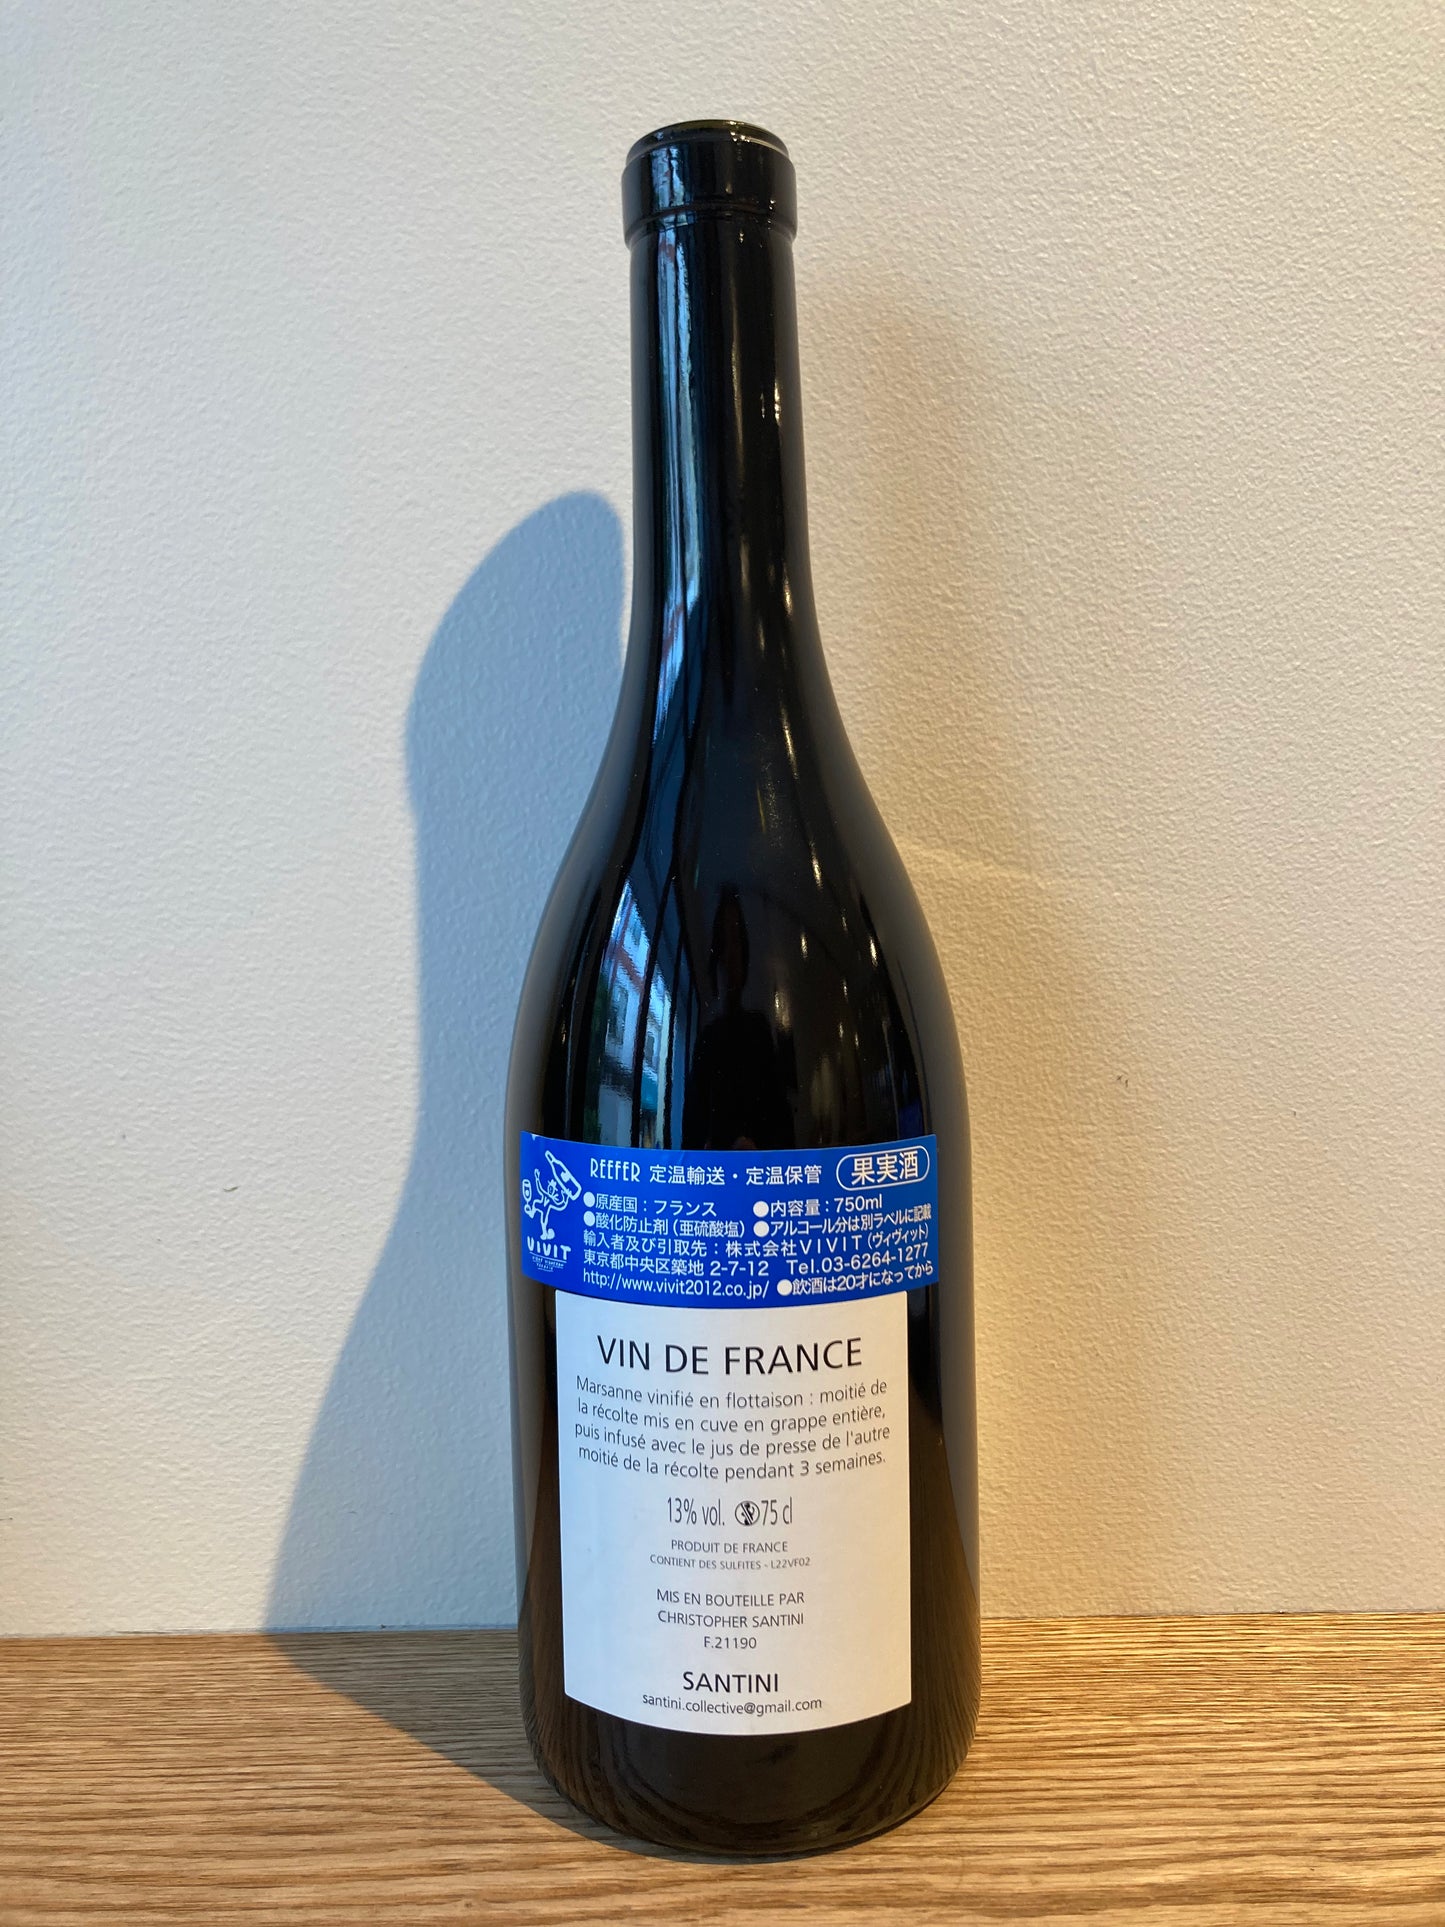 REEFER 定温輸送・定温保管 果実酒
●原産国：フランス ●内容量：750ml
●酸化防止剤（亜硫酸塩）●アルコール分は別ラベルに記載
輸入者及び引取先：株式会社VIVIT（ヴィヴィット）
東京都中央区築地 2-7-12 Tel.03-6264-1277
http://www.vivit2012.co.jp/ ●飲酒は20才になってから
VIVIT
VIN DE FRANCE
Marsanne vinifié en flottaison : moitié de
la récolte mis en cuve en grappe entière,
puis infusé avec le jus de presse de l'autre
moitié de la récolte pendant 3 semaines.
13% vol. 75 cl
PRODUIT DE FRANCE
CONTIENT DES SULFITES - L22VF02
MIS EN BOUTEILLE PAR
CHRISTOPHER SANTINI
F.21190
SANTINI
santini.collective@gmail.com